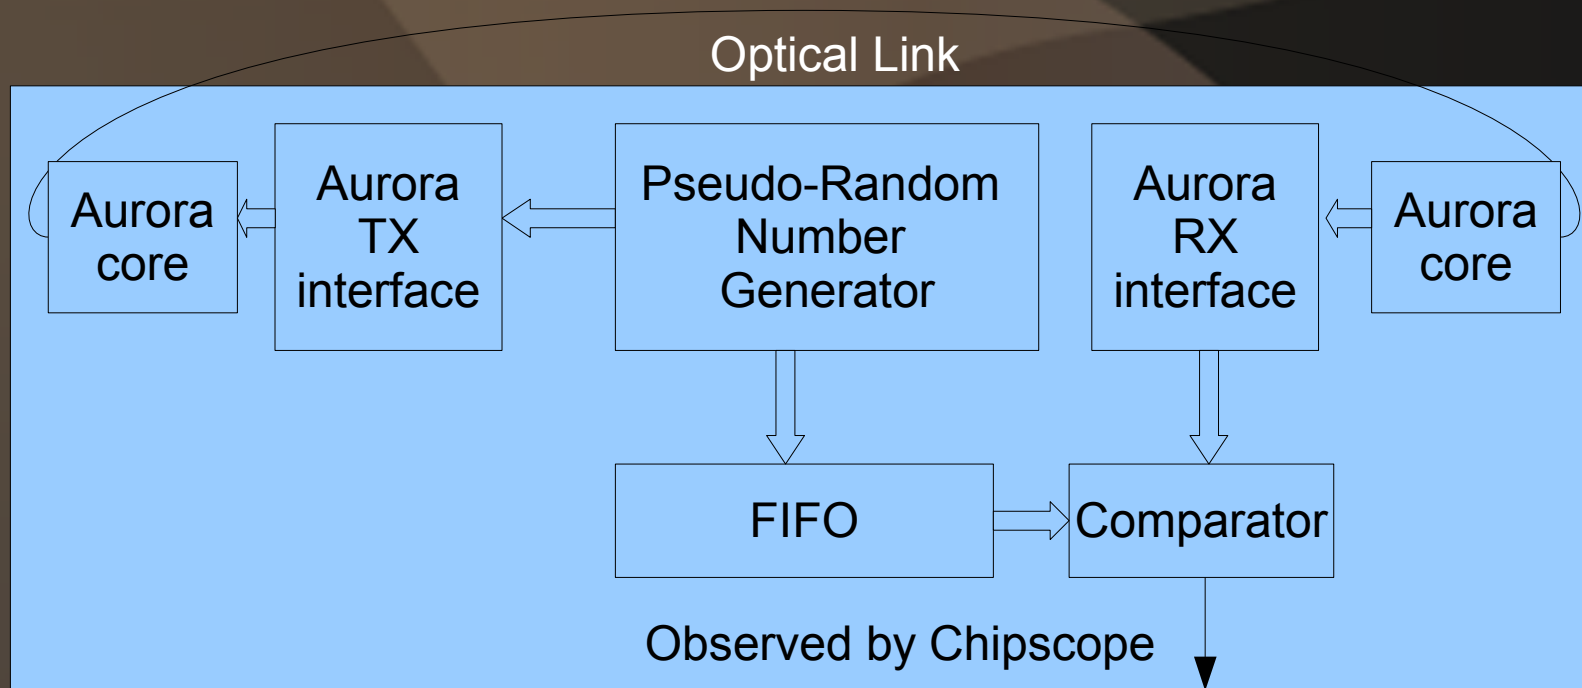 Optical Link
Aurora
core
Aurora
TX
interface
Pseudo-Random
Number
Generator
Aurora
RX
interface
Aurora
core
FIFO
Comparator
Observed by Chipscope